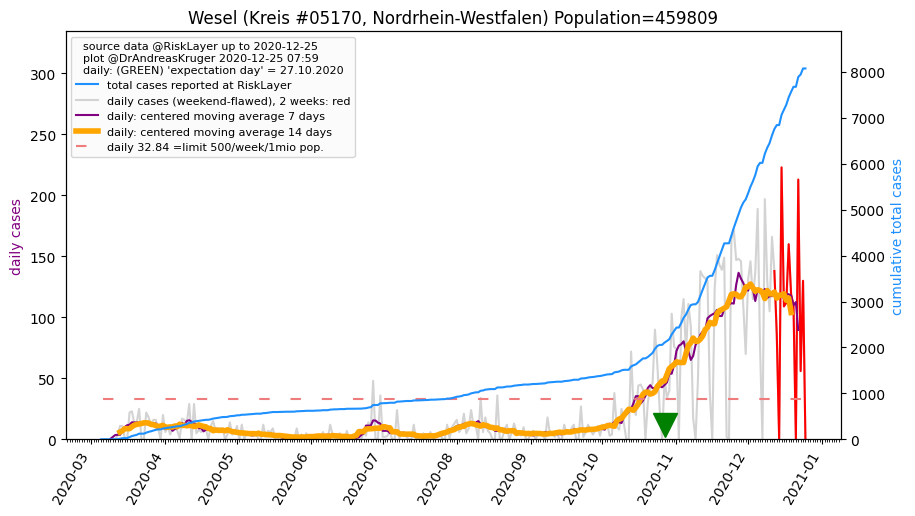 Wesel (Kreis #05170, Nordrhein-Westfalen) Population=459809
source data @RiskLayer up to 2020-12-25
plot @DrAndreasKruger 2020-12-25 07:59
daily: (GREEN) 'expectation day' = 27.10.2020
total cases reported at RiskLayer
daily cases (weekend-flawed), 2 weeks: red
daily: centered moving average 7 days
daily: centered moving average 14 days
daily 32.84 =limit 500/week/1mio pop.
daily cases
300
250
200
150
100
50
0
cumulative total cases
8000
7000
6000
5000
4000
3000
2000
1000
0
2020-03
2020-04
2020-05
2020-06
2020-07
2020-08
2020-09
2020-10
2020-11
2020-12
2021-01